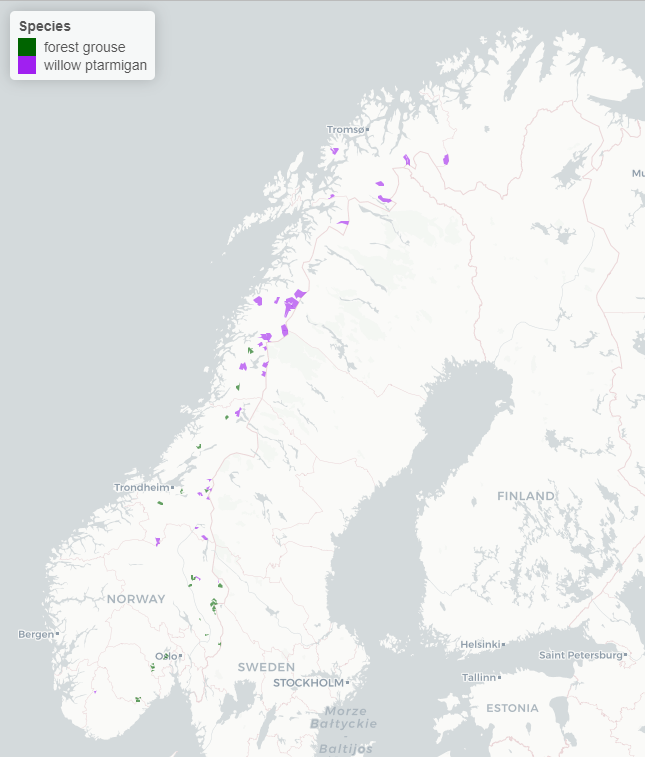 Species
forest grouse
willow ptarmigan
Tromsø
Mu
Trondheim
FINLAND
NORWAY
Bergen
Oslo
Helsinki
Saint Petersburg
SWEDEN
STOCKHOLM
Tallinn
ESTONIA
Morze
Bałtyckie
-
Baltijos